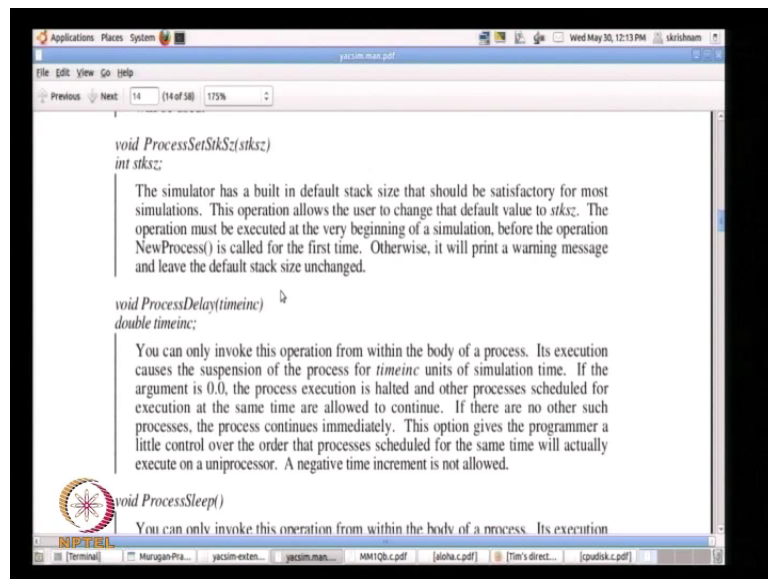 Applications Places System
Wed May 30, 12:13 PM skrishnam
yacsim.man.pdf
File Edit View Go Help
Previous Next 14 (14 of 58) 175%
void ProcessSetStkSz(stksz)
int stksz;
The simulator has a built in default stack size that should be satisfactory for most
simulations. This operation allows the user to change that default value to stksz. The
operation must be executed at the very beginning of a simulation, before the operation
NewProcess() is called for the first time. Otherwise, it will print a warning message
and leave the default stack size unchanged.
void ProcessDelay(timeinc)
double timeinc;
You can only invoke this operation from within the body of a process. Its execution
causes the suspension of the process for timeinc units of simulation time. If the
argument is 0.0, the process execution is halted and other processes scheduled for
execution at the same time are allowed to continue. If there are no other such
processes, the process continues immediately. This option gives the programmer a
little control over the order that processes scheduled for the same time will actually
execute on a uniprocessor. A negative time increment is not allowed.
void ProcessSleep()
You can only invoke this operation from within the body of a process. Its execution
NPTEL
[Terminal] Murugan-Pra... yacsim-exten... yacsim.man.... MM1Qb.c.pdf [aloha.c.pdf] [Tim's direct... [cpudisk.c.pdf]